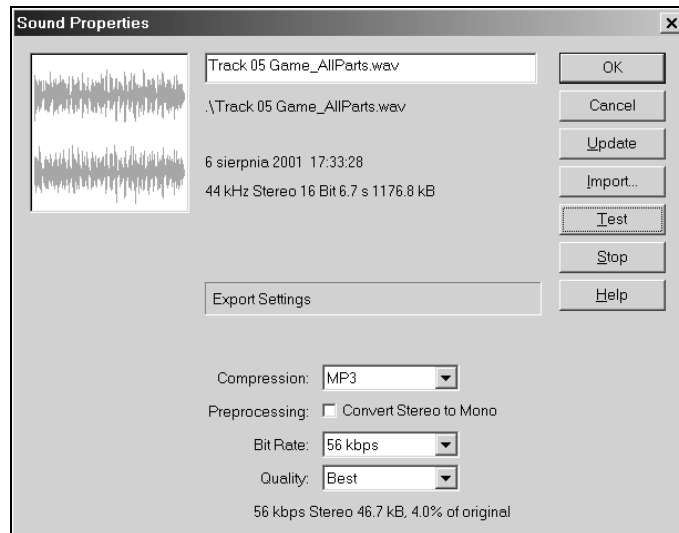 Sound Properties
Track 05 Game_AllParts.wav
.\Track 05 Game_AllParts.wav
6 sierpnia 2001 17:33:28
44 kHz Stereo 16 Bit 6.7 s 1176.8 kB
OK
Cancel
Update
Import...
Test
Stop
Help
Export Settings
Compression: MP3
Preprocessing: Convert Stereo to Mono
Bit Rate: 56 kbps
Quality: Best
56 kbps Stereo 46.7 kB, 4.0% of original